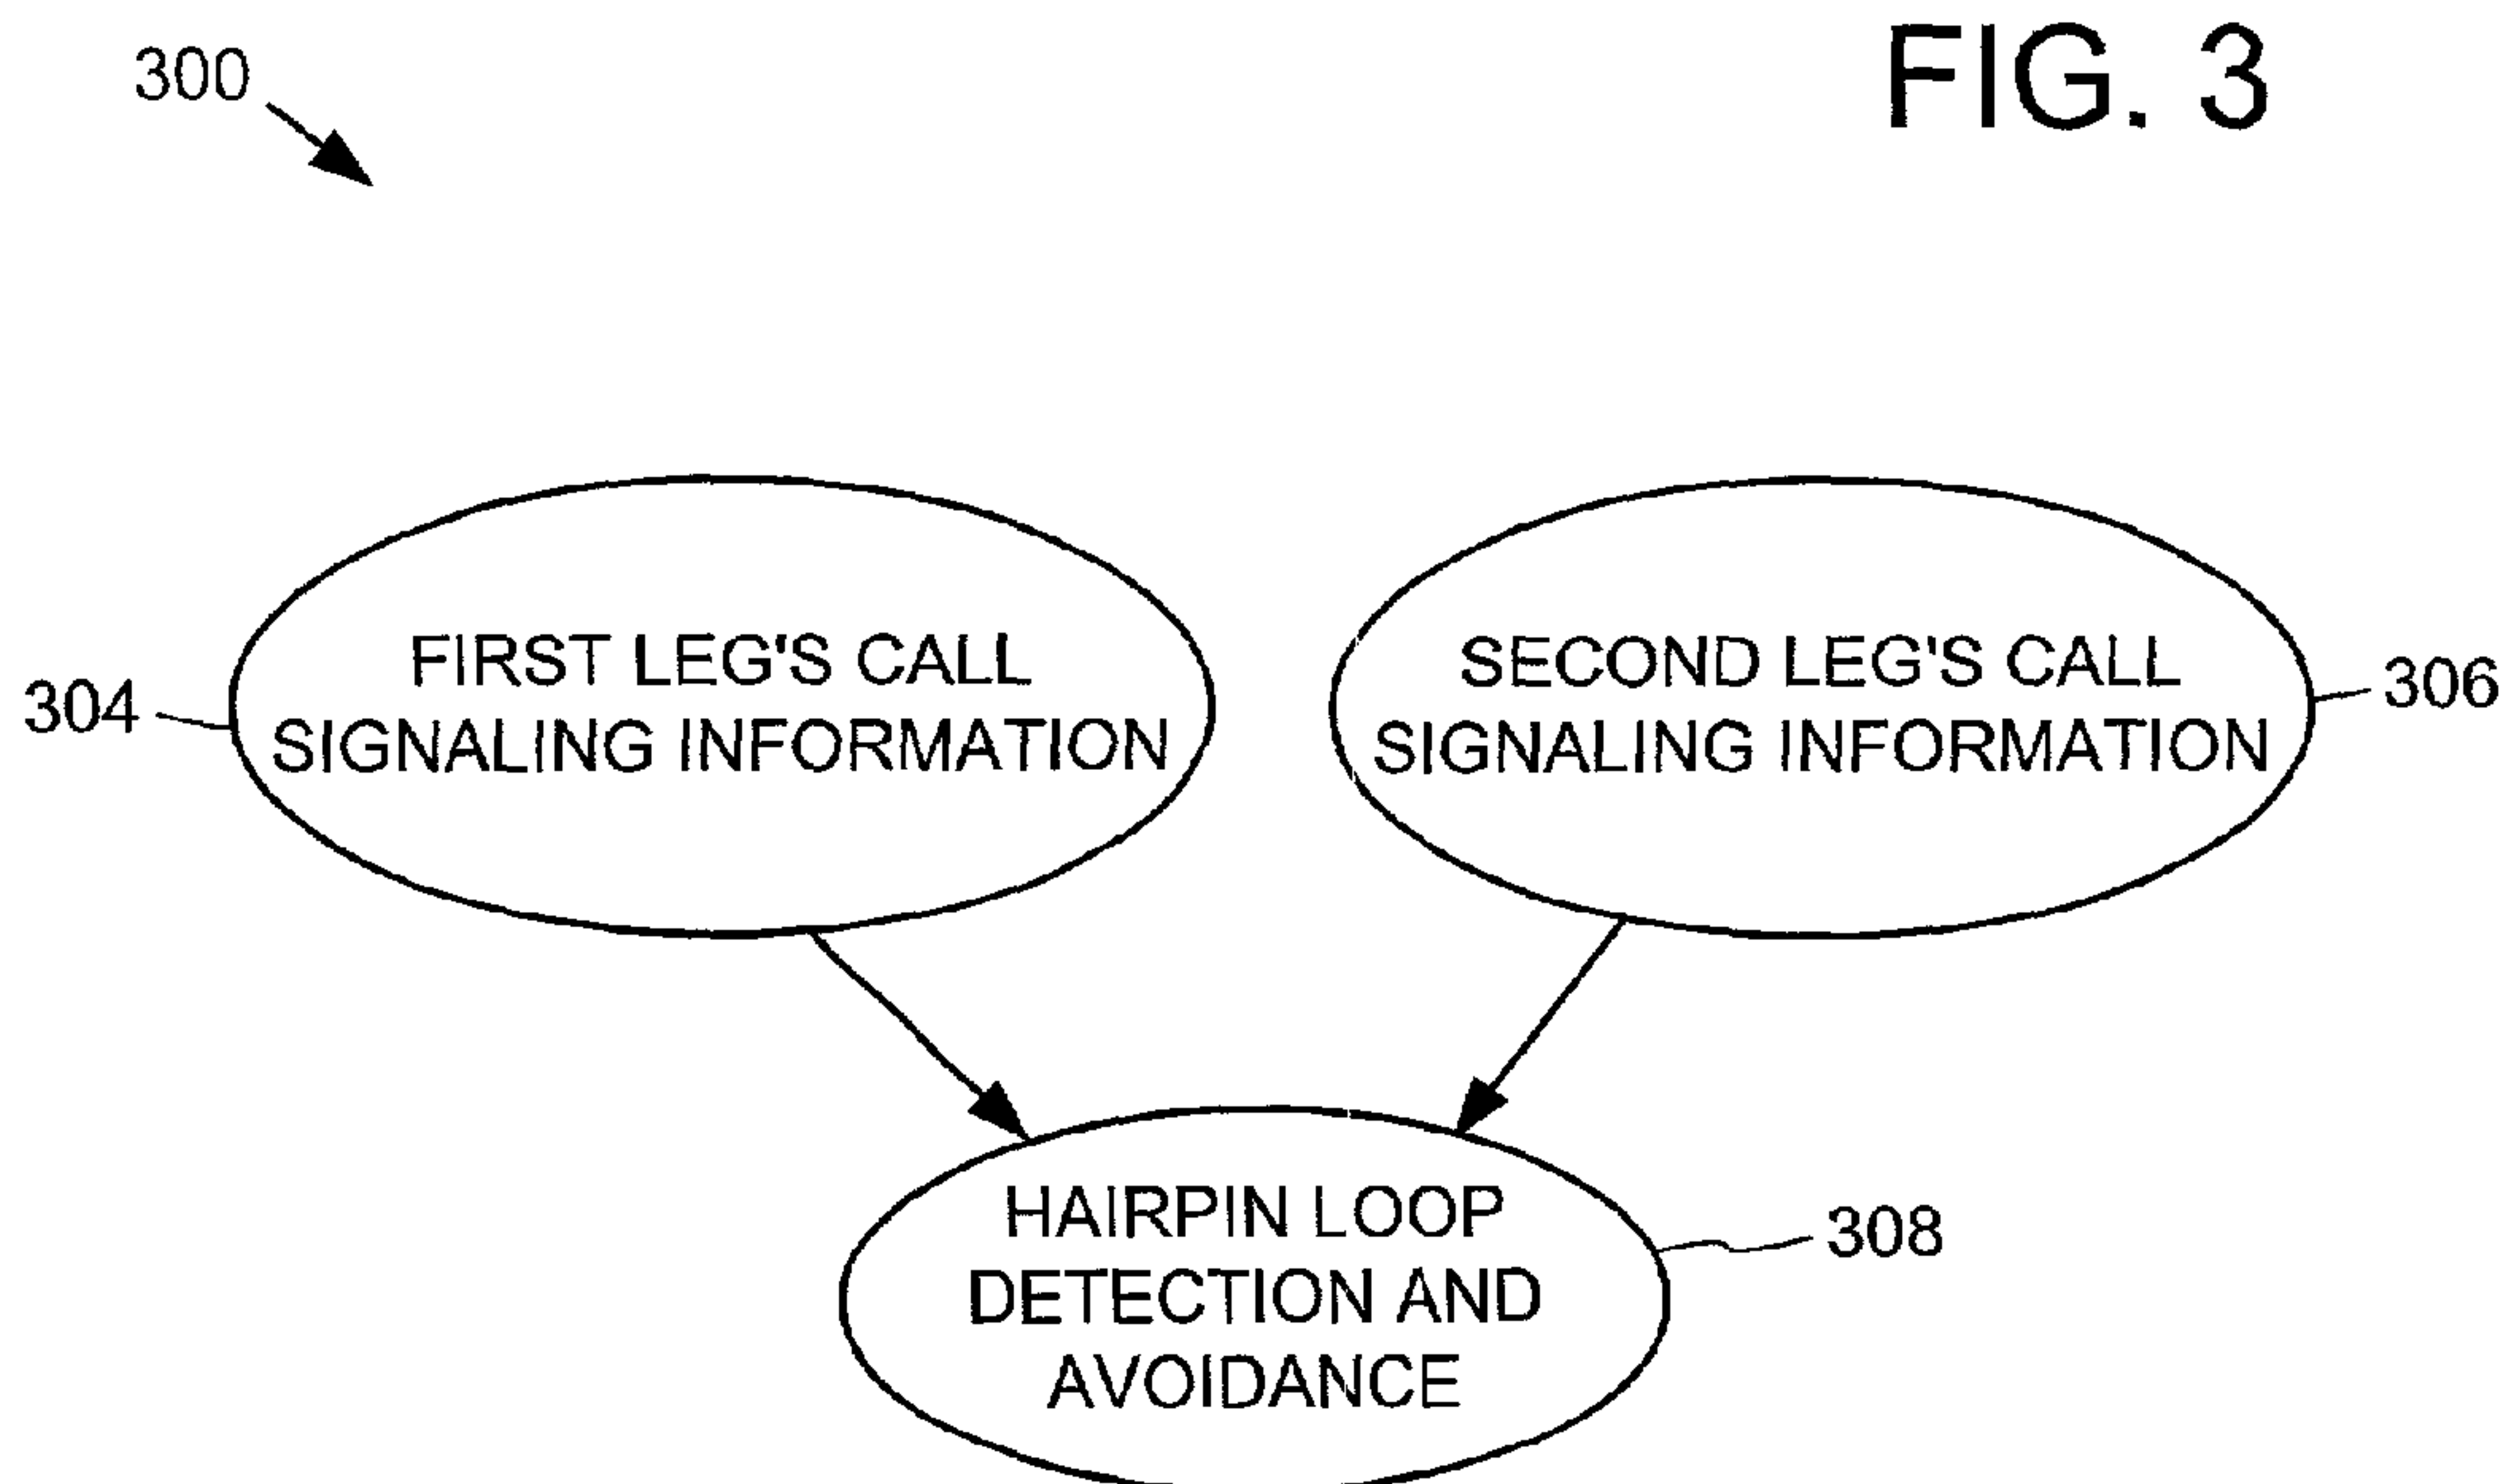 300
FIG. 3
FIRST LEG'S CALL
SIGNALING INFORMATION
304
SECOND LEG'S CALL
SIGNALING INFORMATION
306
HAIRPIN LOOP
DETECTION AND
AVOIDANCE
308